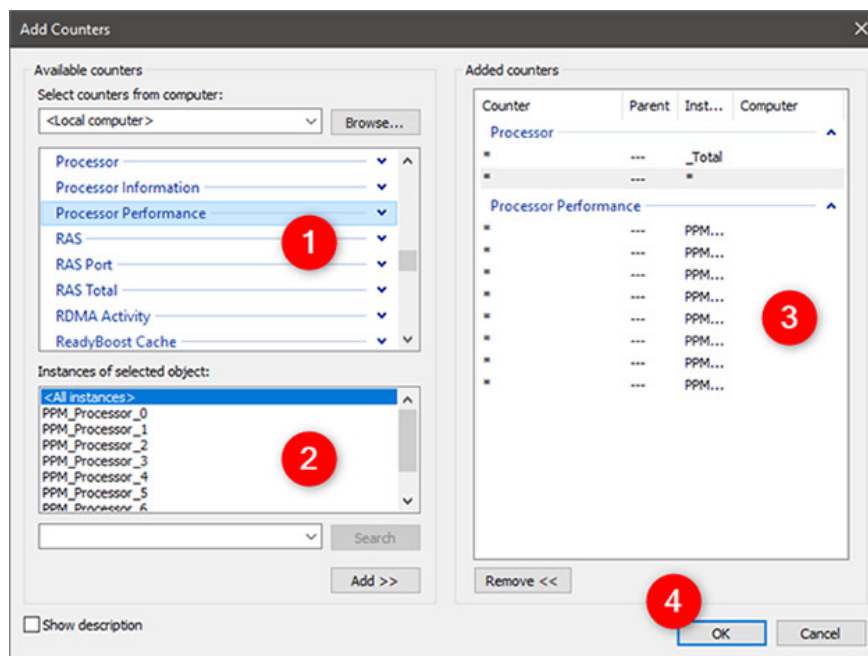 Add Counters
Available counters
Select counters from computer:
<Local computer>
Browse...
Processor
Processor Information
Processor Performance
RAS
RAS Port
RAS Total
RDMA Activity
ReadyBoost Cache
1
Instances of selected object:
<All instances>
PPM_Processor_0
PPM_Processor_1
PPM_Processor_2
PPM_Processor_3
PPM_Processor_4
PPM_Processor_5
PPM_Processor_6
2
Search
Add >>
Show description
Added counters
Counter Parent Inst... Computer
Processor
* --- _Total
* --- *
Processor Performance
* --- PPM...
* --- PPM...
* --- PPM...
* --- PPM...
* --- PPM...
* --- PPM...
* --- PPM...
* --- PPM...
3
Remove <<
4
OK
Cancel